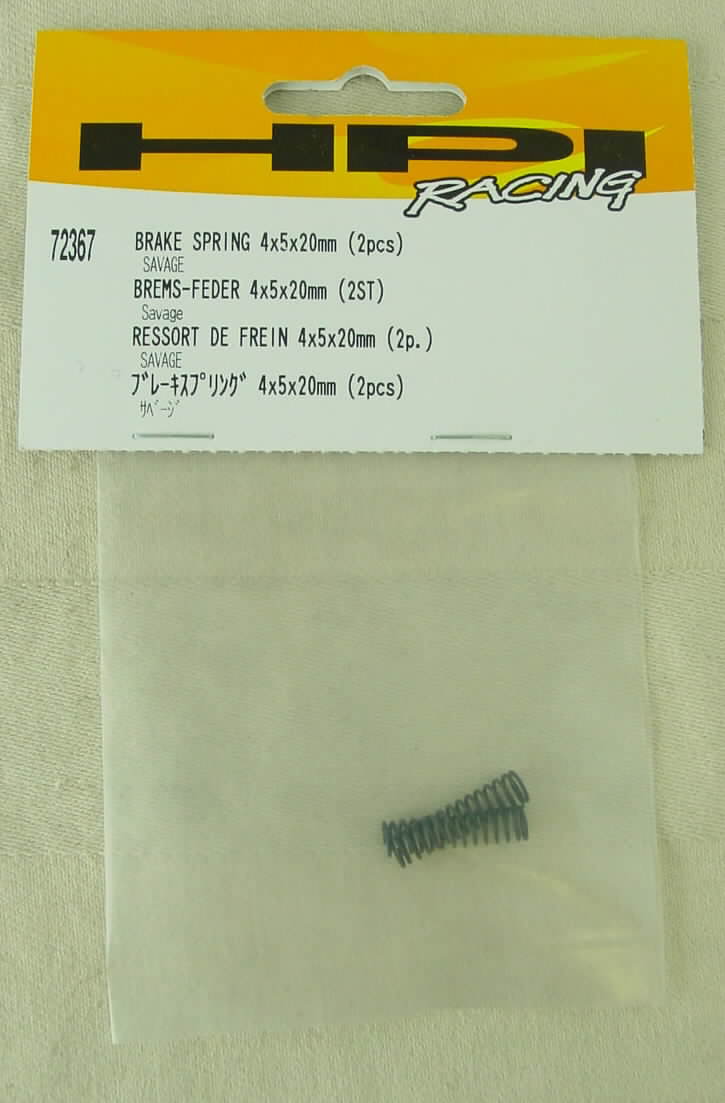 HPI
RACING
72367 BRAKE SPRING 4x5x20mm (2pcs)
SAVAGE
BREMS-FEDER 4x5x20mm (2ST)
Savage
RESSORT DE FREIN 4x5x20mm (2p.)
SAVAGE
ﾌﾞﾚｰｷｽﾌﾟﾘﾝｸﾞ 4x5x20mm (2pcs)
ｻﾍﾞｰｼﾞ